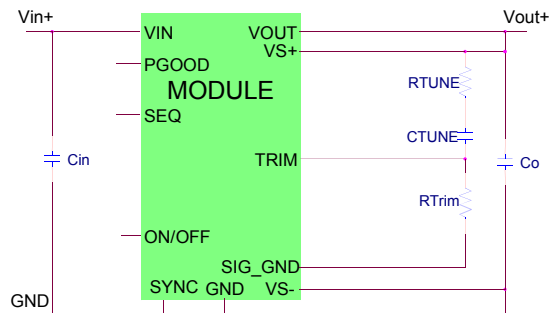 Vin+
Vout+
VIN
VOUT
VS+
PGOOD
RTUNE
MODULE
SEQ
CTUNE
Cin
TRIM
Co
RTrim
ON/OFF
SIG_GND
SYNC
GND
VS-
GND